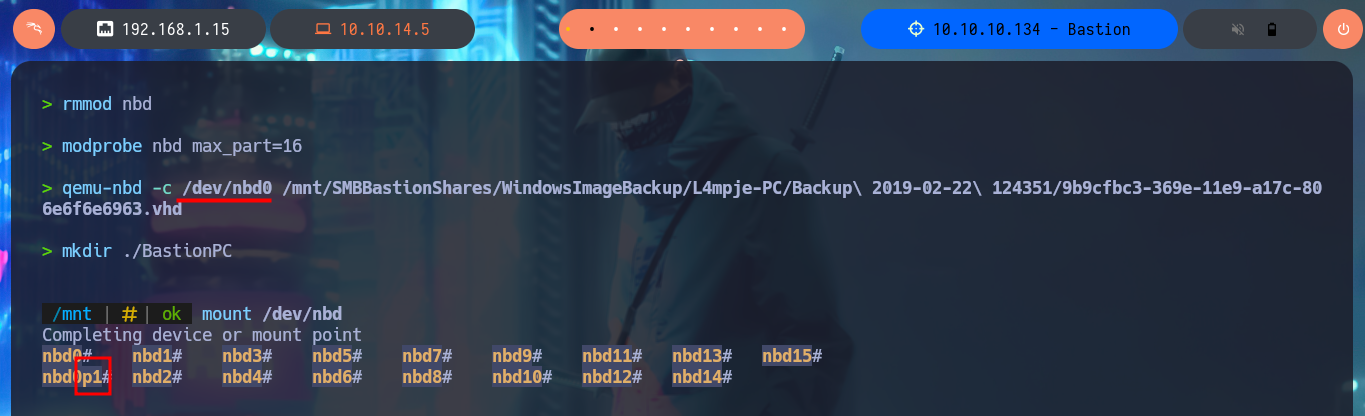 192.168.1.15 10.10.14.5 10.10.10.134 - Bastion
> rmmod nbd
> modprobe nbd max_part=16
> qemu-nbd -c /dev/nbd0 /mnt/SMBBastionShares/WindowsImageBackup/L4mpje-PC/Backup\ 2019-02-22\ 124351/9b9cfbc3-369e-11e9-a17c-80
6e6f6e6963.vhd
> mkdir ./BastionPC
/mnt | # | ok mount /dev/nbd
Completing device or mount point
nbd0# nbd1# nbd3# nbd5# nbd7# nbd9# nbd11# nbd13# nbd15#
nbd0p1# nbd2# nbd4# nbd6# nbd8# nbd10# nbd12# nbd14#